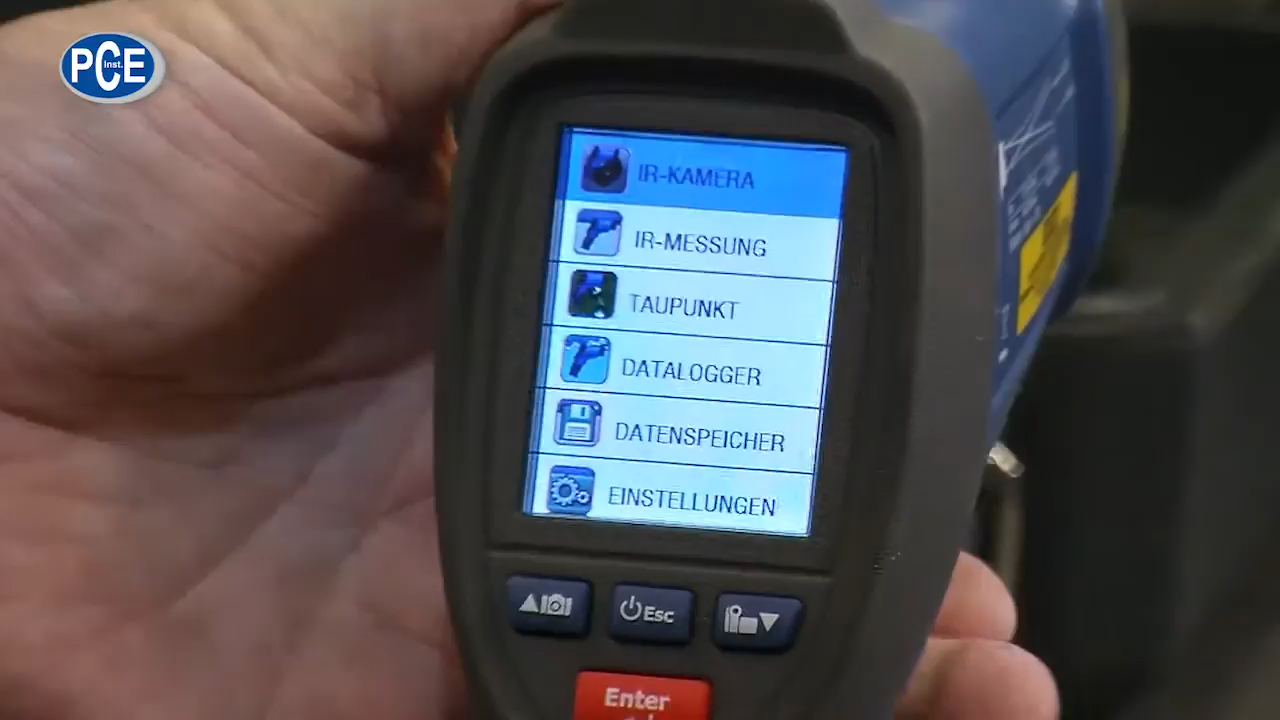 PCE
Inst.
IR-KAMERA
IR-MESSUNG
TAUPUNKT
DATALOGGER
DATENSPEICHER
EINSTELLUNGEN
Esc
Enter